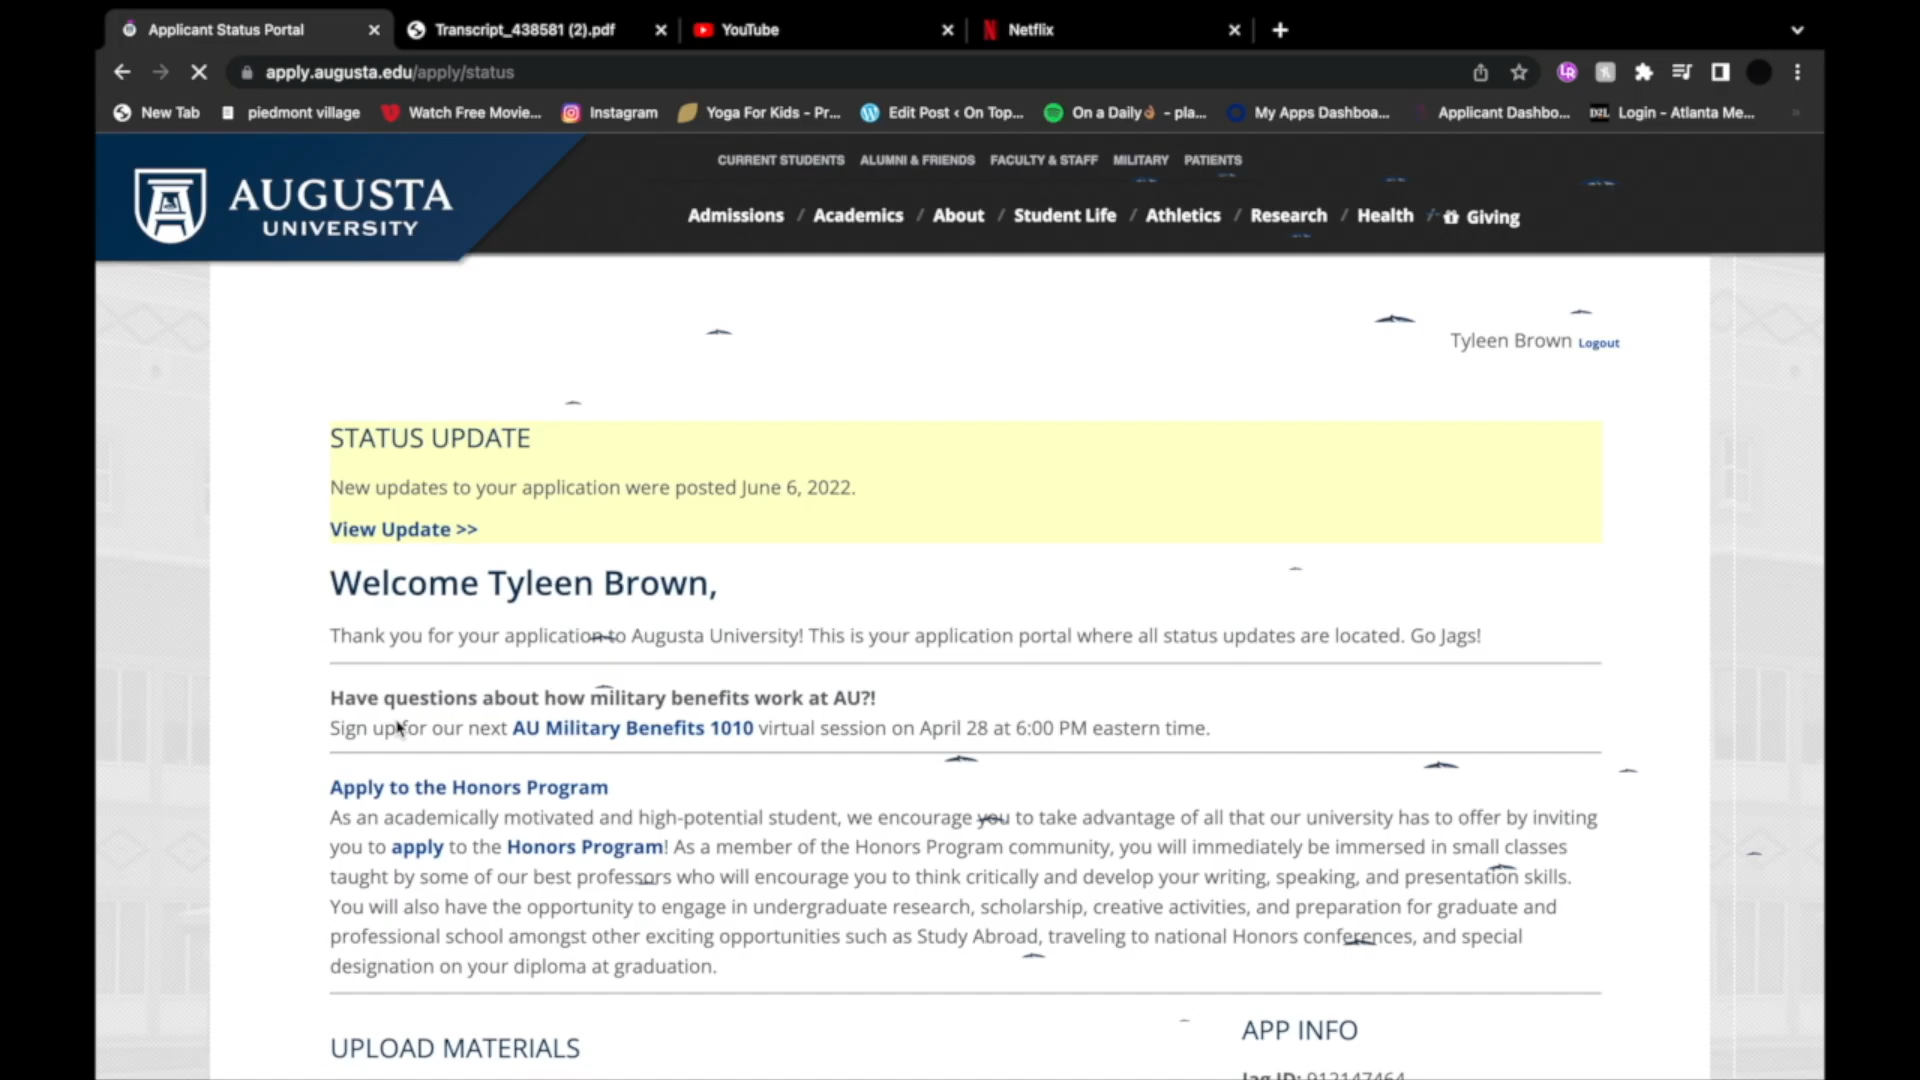 Applicant Status Portal
Transcript_438581 (2).pdf
YouTube
Netflix
apply.augusta.edu/apply/status
New Tab
piedmont village
Watch Free Movie...
Instagram
Yoga For Kids - Pr...
Edit Post < On Top...
On a Daily👌🏾 - pla...
My Apps Dashboa...
Applicant Dashbo...
D2L
Login - Atlanta Me...
CURRENT STUDENTS ALUMNI & FRIENDS FACULTY & STAFF MILITARY PATIENTS
AUGUSTA
UNIVERSITY
Admissions / Academics / About / Student Life / Athletics / Research / Health / Giving
Tyleen Brown Logout
STATUS UPDATE
New updates to your application were posted June 6, 2022.
View Update >>
Welcome Tyleen Brown,
Thank you for your application to Augusta University! This is your application portal where all status updates are located. Go Jags!
Have questions about how military benefits work at AU?!
Sign up for our next AU Military Benefits 1010 virtual session on April 28 at 6:00 PM eastern time.
Apply to the Honors Program
As an academically motivated and high-potential student, we encourage you to take advantage of all that our university has to offer by inviting
you to apply to the Honors Program! As a member of the Honors Program community, you will immediately be immersed in small classes
taught by some of our best professors who will encourage you to think critically and develop your writing, speaking, and presentation skills.
You will also have the opportunity to engage in undergraduate research, scholarship, creative activities, and preparation for graduate and
professional school amongst other exciting opportunities such as Study Abroad, traveling to national Honors conferences, and special
designation on your diploma at graduation.
UPLOAD MATERIALS
APP INFO
Jag ID: 912147464